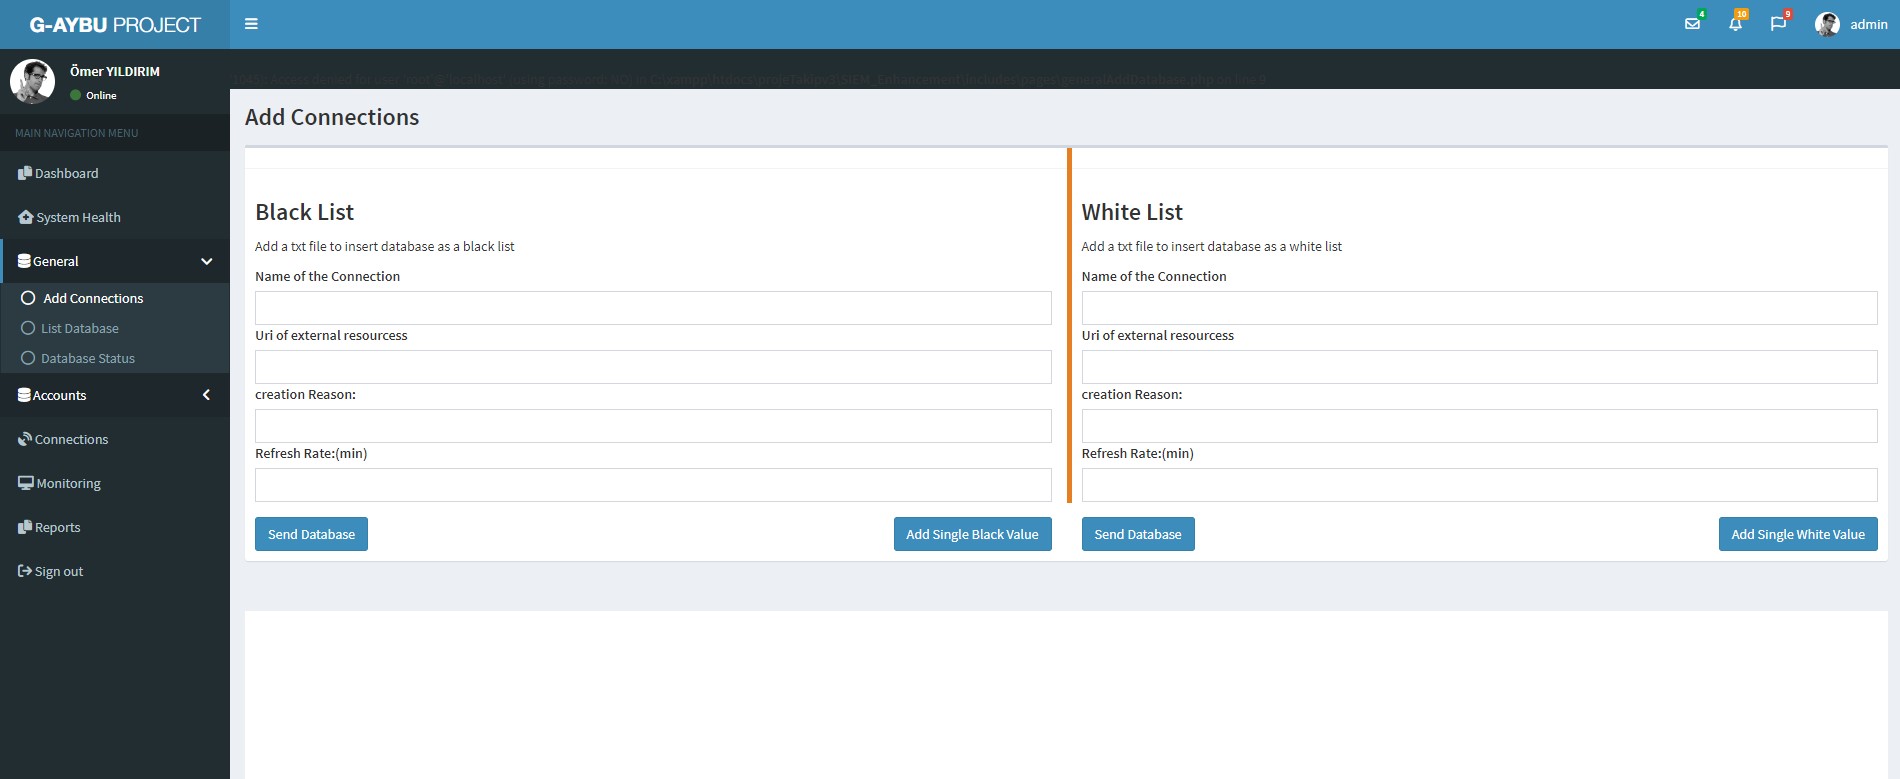 G-AYBU PROJECT
4
10
9
admin
Ömer YILDIRIM
Online
1045): Access denied for user 'root'@'localhost' (using password: NO) in C:\xampp\htdocs\projeTakipv3\SIEM_Enhancement\includes\pages\generalAddDatabase.php on line 9
MAIN NAVIGATION MENU
Dashboard
System Health
General
Add Connections
List Database
Database Status
Accounts
Connections
Monitoring
Reports
Sign out
Add Connections
Black List
Add a txt file to insert database as a black list
Name of the Connection
Uri of external resourcess
creation Reason:
Refresh Rate:(min)
Send Database
Add Single Black Value
White List
Add a txt file to insert database as a white list
Name of the Connection
Uri of external resourcess
creation Reason:
Refresh Rate:(min)
Send Database
Add Single White Value